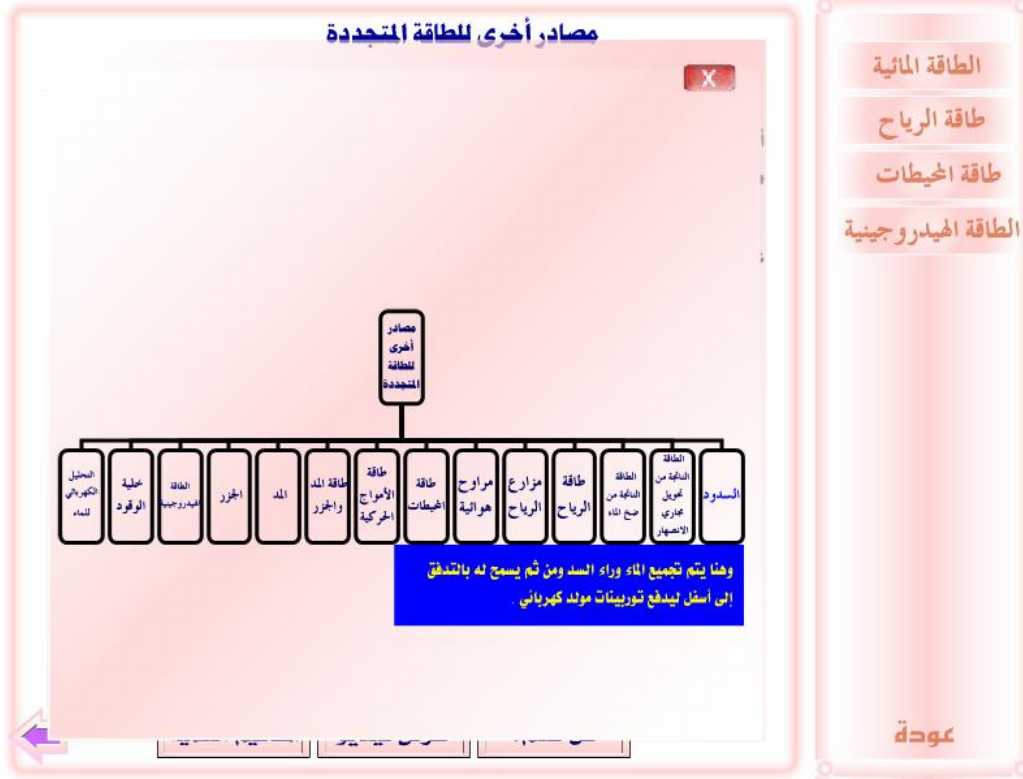 مصادر أخرى للطاقة المتجددة
X
مصادر
أخرى
للطاقة
المتجددة
السدود
الطاقة
الناتجة من
تحويل
مجاري
الانصهار
الطاقة
الناتجة من
ضخ الماء
طاقة
الرياح
مزارع
الرياح
مراوح
هوائية
طاقة
المحيطات
طاقة
الأمواج
الحركية
طاقة المد
والجزر
المد
الجزر
الطاقة
الهيدروجينية
خلية
الوقود
التحليل
الكهربائي
للماء
وهنا يتم تجميع الماء وراء السد ومن ثم يسمح له بالتدفق
إلى أسفل ليدفع توربينات مولد كهربائي .
الطاقة المائية
طاقة الرياح
طاقة المحيطات
الطاقة الهيدروجينية
عودة